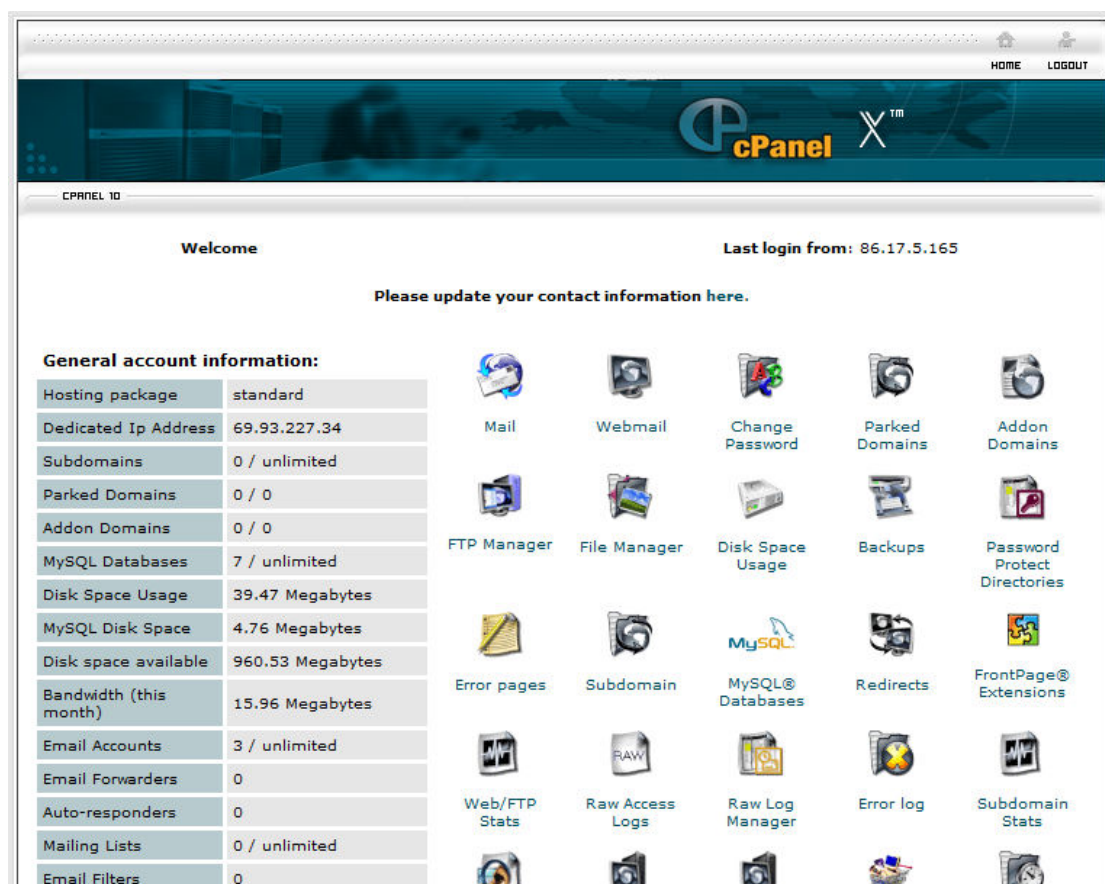 HOME LOGOUT
cPanel X™
CPANEL 10
Welcome Last login from: 86.17.5.165
Please update your contact information here.
General account information:
Hosting package standard
Dedicated Ip Address 69.93.227.34
Subdomains 0 / unlimited
Parked Domains 0 / 0
Addon Domains 0 / 0
MySQL Databases 7 / unlimited
Disk Space Usage 39.47 Megabytes
MySQL Disk Space 4.76 Megabytes
Disk space available 960.53 Megabytes
Bandwidth (this
month) 15.96 Megabytes
Email Accounts 3 / unlimited
Email Forwarders 0
Auto-responders 0
Mailing Lists 0 / unlimited
Email Filters 0
Mail
Webmail
Change
Password
Parked
Domains
Addon
Domains
FTP Manager
File Manager
Disk Space
Usage
Backups
Password
Protect
Directories
Error pages
Subdomain
MySQL
MySQL®
Databases
Redirects
FrontPage®
Extensions
Web/FTP
Stats
RAW
Raw Access
Logs
Raw Log
Manager
Error log
Subdomain
Stats